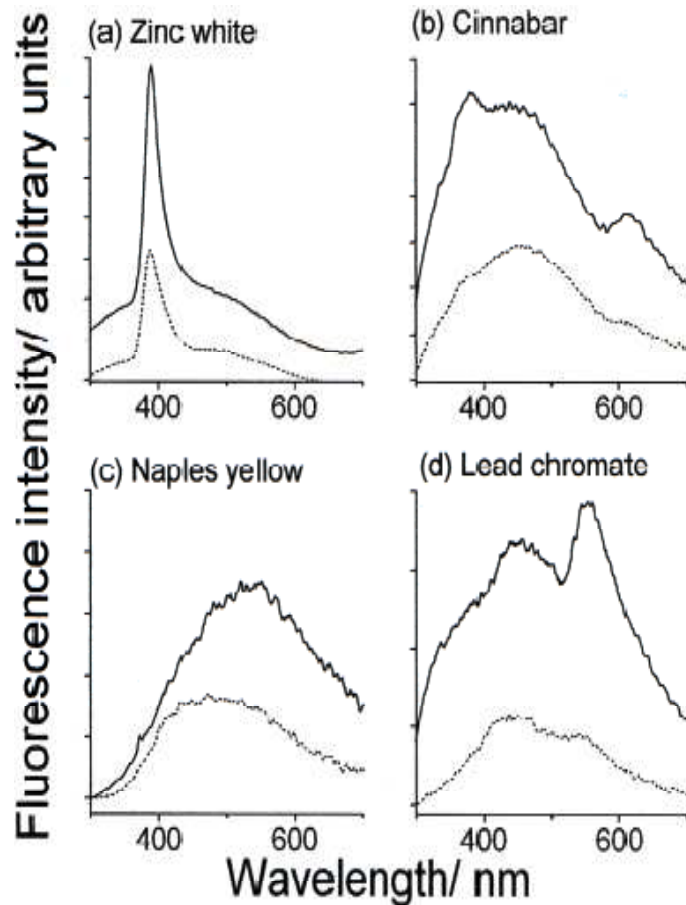 Fluorescence intensity/ arbitrary units
(a) Zinc white
400 600
(b) Cinnabar
400 600
(c) Naples yellow
400 600
(d) Lead chromate
400 600
Wavelength/ nm